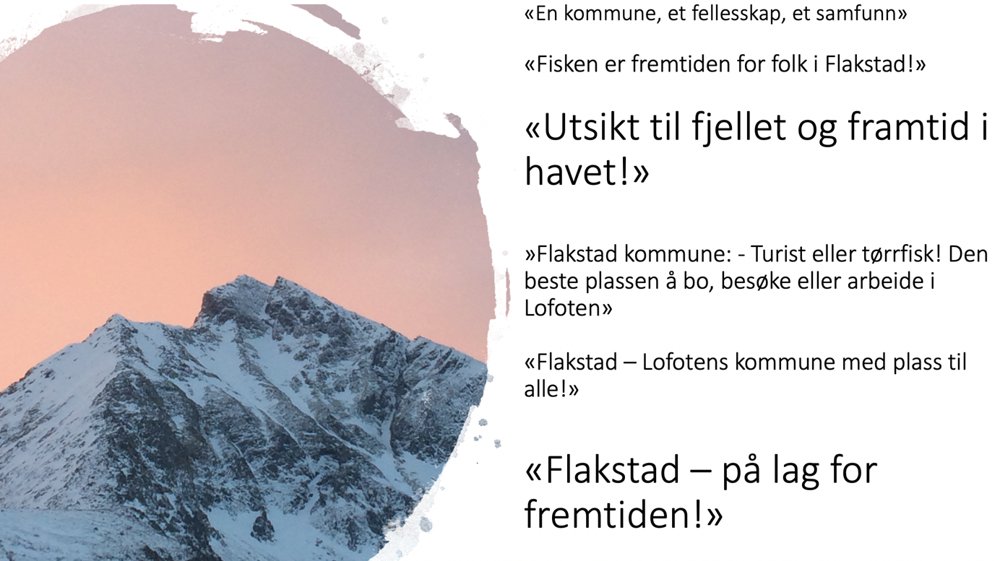 «En kommune, et fellesskap, et samfunn»
«Fisken er fremtiden for folk i Flakstad!»
«Utsikt til fjellet og framtid i
havet!»
»Flakstad kommune: - Turist eller tørrfisk! Den
beste plassen å bo, besøke eller arbeide i
Lofoten»
«Flakstad – Lofotens kommune med plass til
alle!»
«Flakstad – på lag for
fremtiden!»